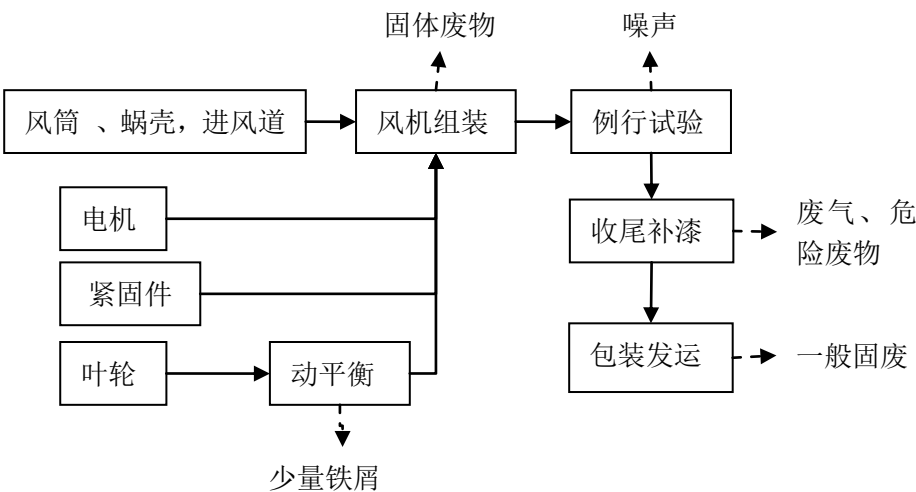 固体废物
噪声
风筒 、蜗壳，进风道
风机组装
例行试验
电机
收尾补漆
废气、危
险废物
紧固件
叶轮
动平衡
包装发运
一般固废
少量铁屑